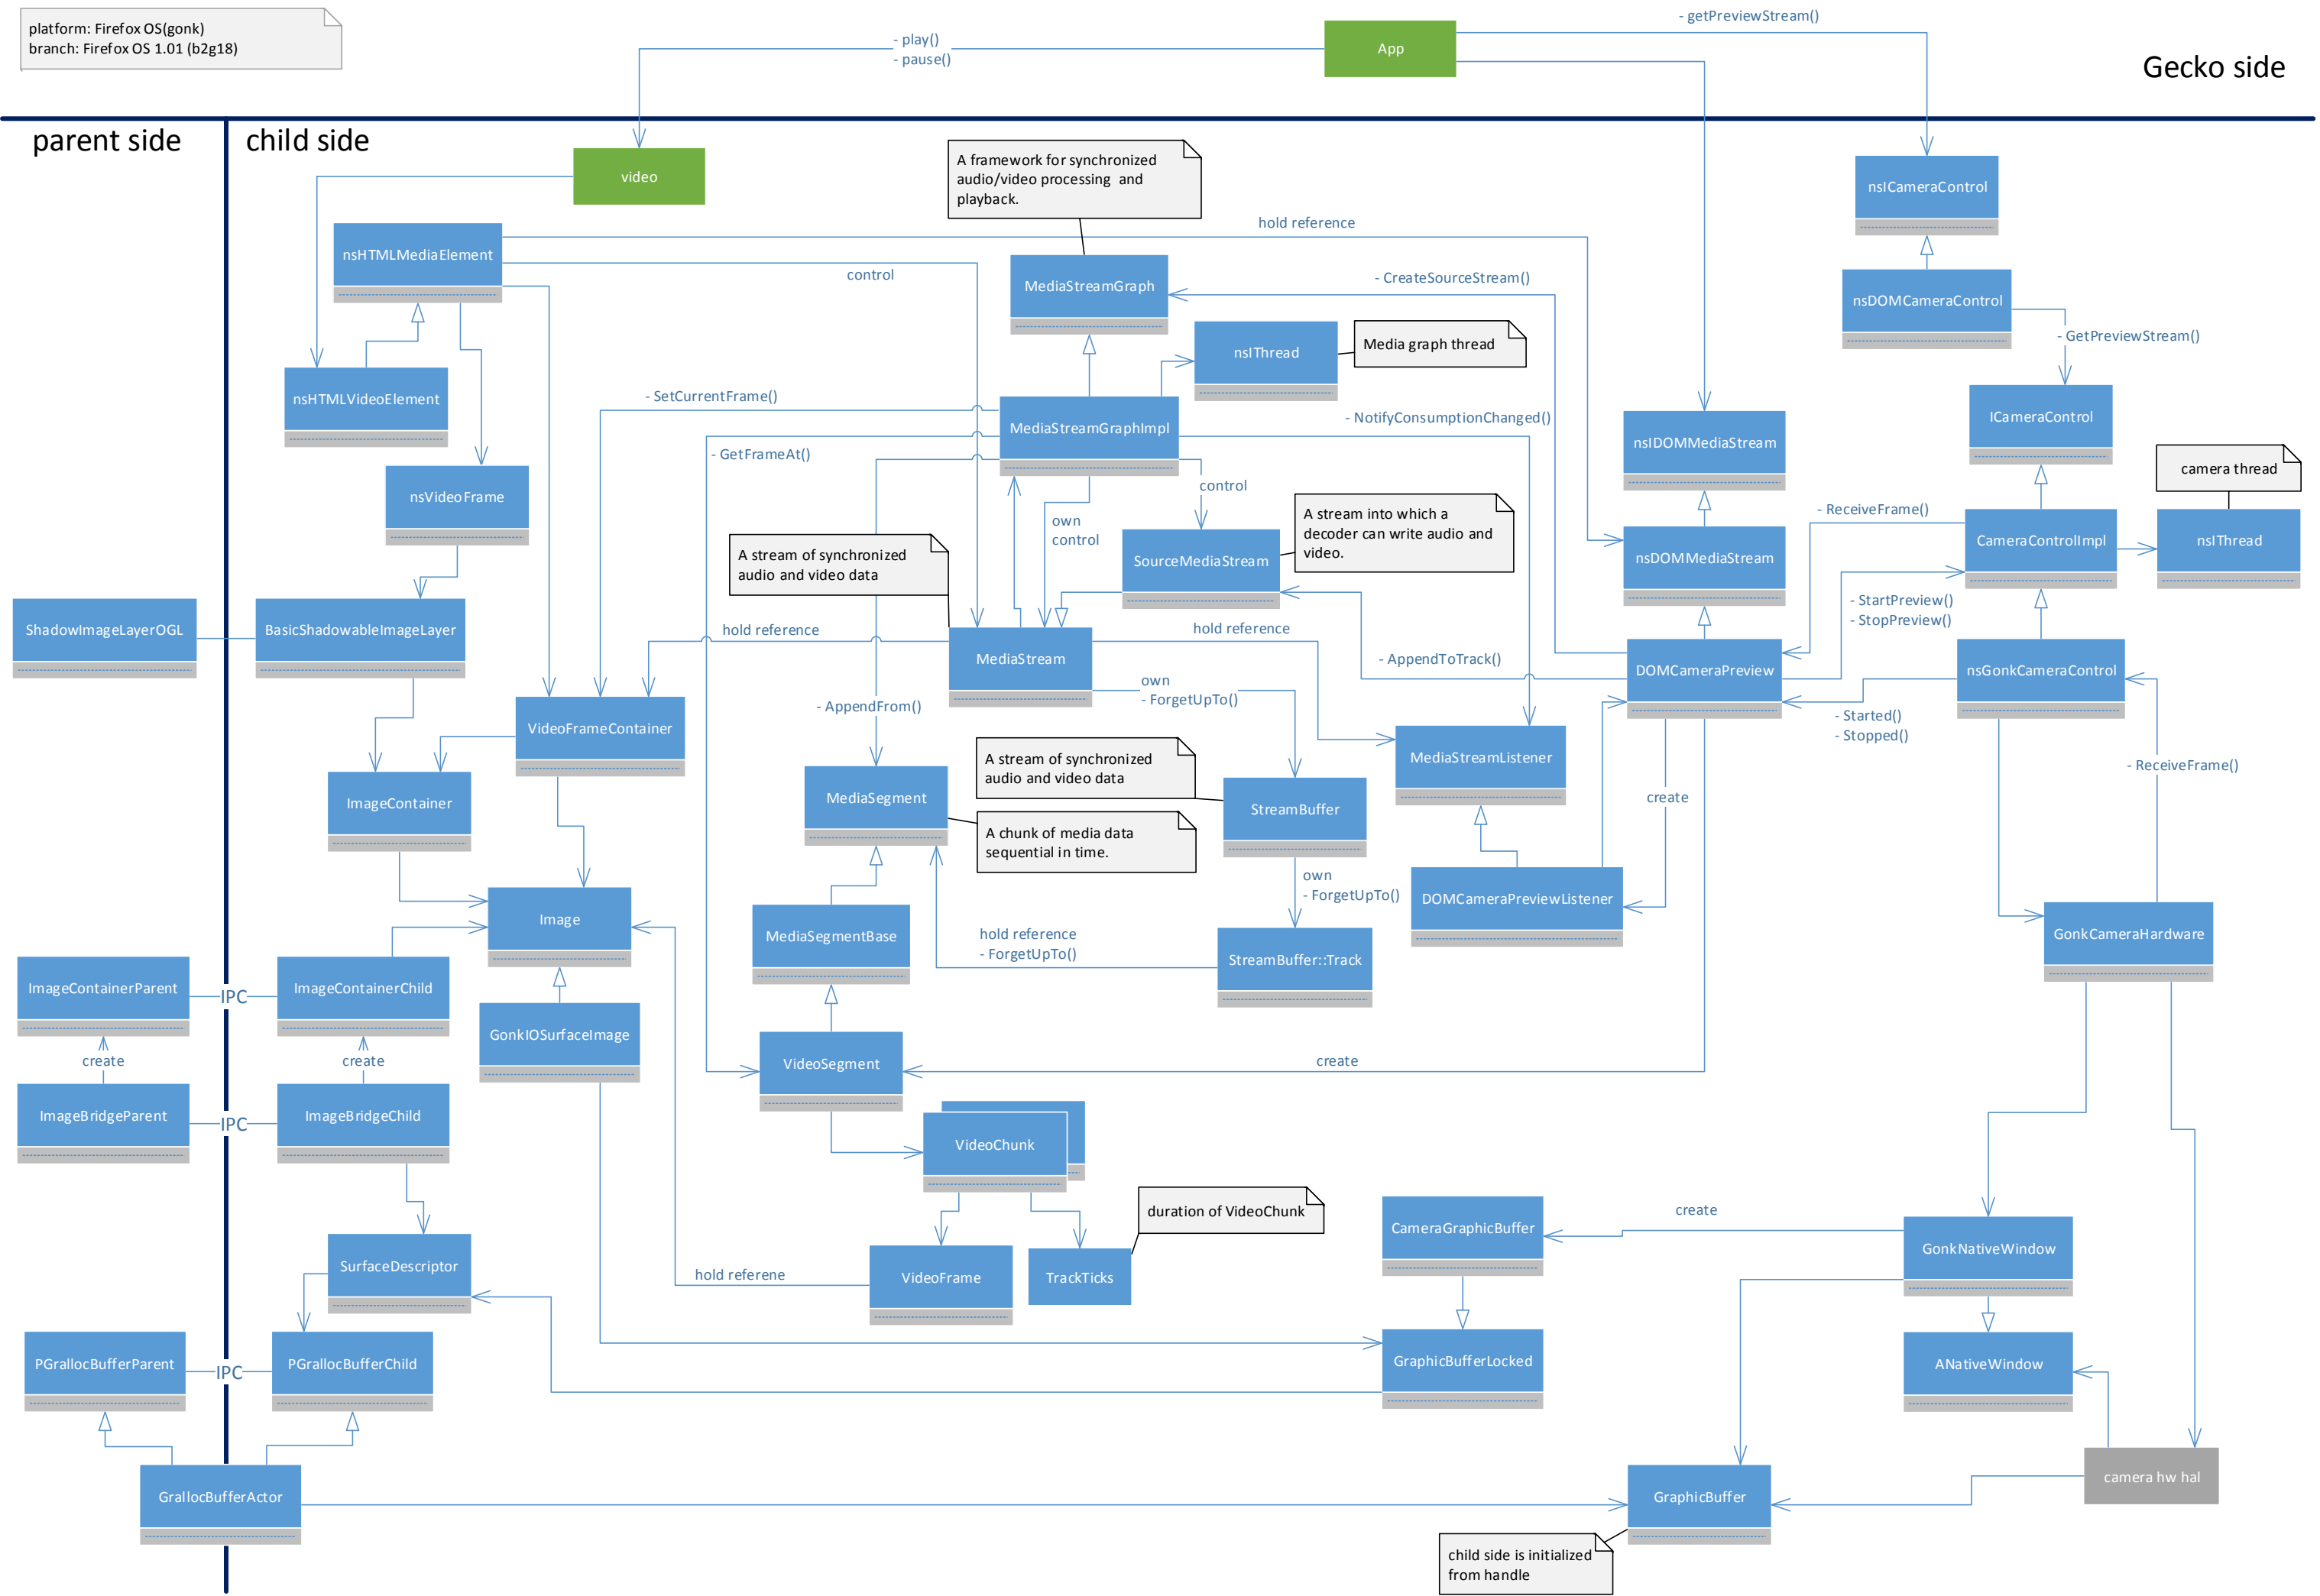 platform: Firefox OS(gonk)
branch: Firefox OS 1.01 (b2g18)
- play()
- pause()
App
- getPreviewStream()
Gecko side
parent side
child side
video
A framework for synchronized
audio/video processing  and
playback.
nsICameraControl
nsHTMLMediaElement
hold reference
control
MediaStreamGraph
- CreateSourceStream()
nsDOMCameraControl
- GetPreviewStream()
nsIThread
Media graph thread
nsHTMLVideoElement
- SetCurrentFrame()
MediaStreamGraphImpl
- NotifyConsumptionChanged()
ICameraControl
- GetFrameAt()
nsIDOMMediaStream
camera thread
nsVideoFrame
control
own
control
A stream into which a
decoder can write audio and
video.
- ReceiveFrame()
CameraControlImpl
nsIThread
A stream of synchronized
audio and video data
SourceMediaStream
nsDOMMediaStream
- StartPreview()
- StopPreview()
ShadowImageLayerOGL
BasicShadowableImageLayer
hold reference
MediaStream
hold reference
- AppendToTrack()
DOMCameraPreview
nsGonkCameraControl
own
- ForgetUpTo()
- AppendFrom()
- Started()
- Stopped()
VideoFrameContainer
A stream of synchronized
audio and video data
MediaStreamListener
- ReceiveFrame()
ImageContainer
MediaSegment
StreamBuffer
create
A chunk of media data
sequential in time.
own
- ForgetUpTo()
DOMCameraPreviewListener
Image
MediaSegmentBase
hold reference
- ForgetUpTo()
StreamBuffer::Track
GonkCameraHardware
ImageContainerParent
IPC
ImageContainerChild
GonkIOSurfaceImage
create
create
VideoSegment
create
ImageBridgeParent
IPC
ImageBridgeChild
VideoChunk
duration of VideoChunk
create
CameraGraphicBuffer
GonkNativeWindow
SurfaceDescriptor
hold referene
VideoFrame
TrackTicks
PGrallocBufferParent
IPC
PGrallocBufferChild
GraphicBufferLocked
ANativeWindow
GrallocBufferActor
GraphicBuffer
camera hw hal
child side is initialized
from handle